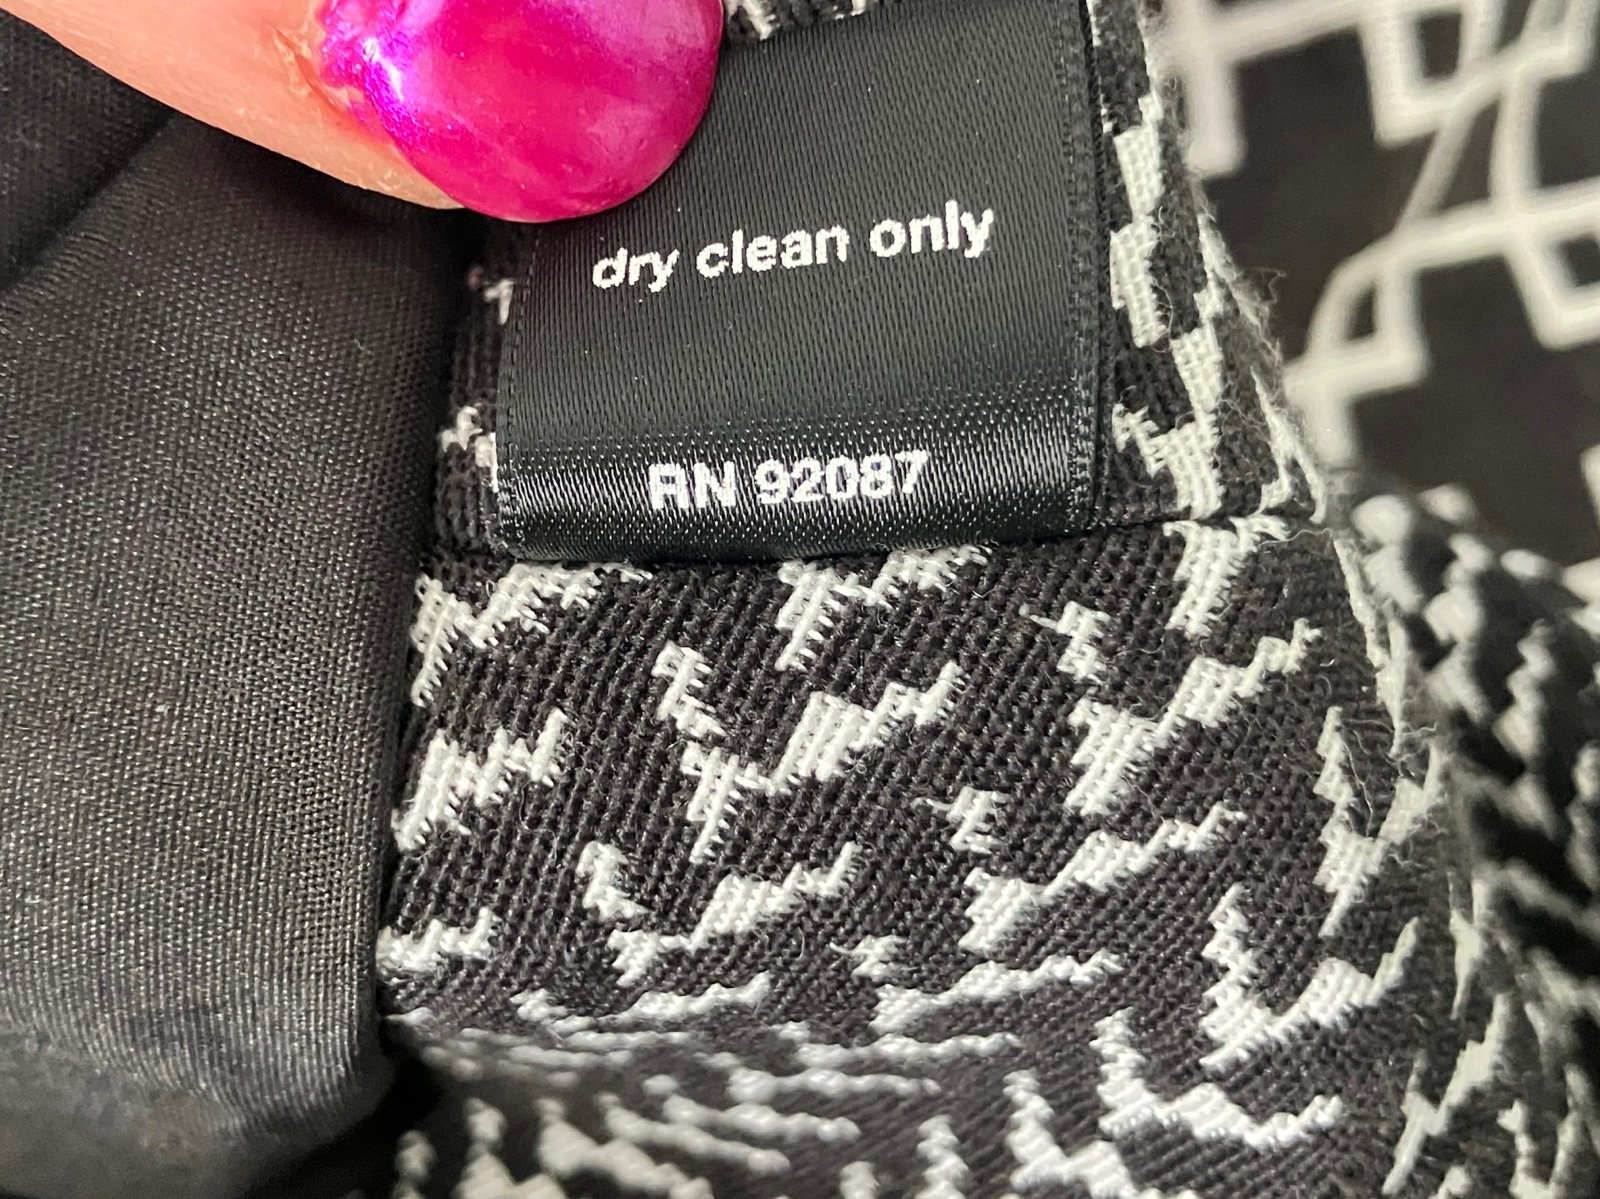 dry clean only
RN 92087